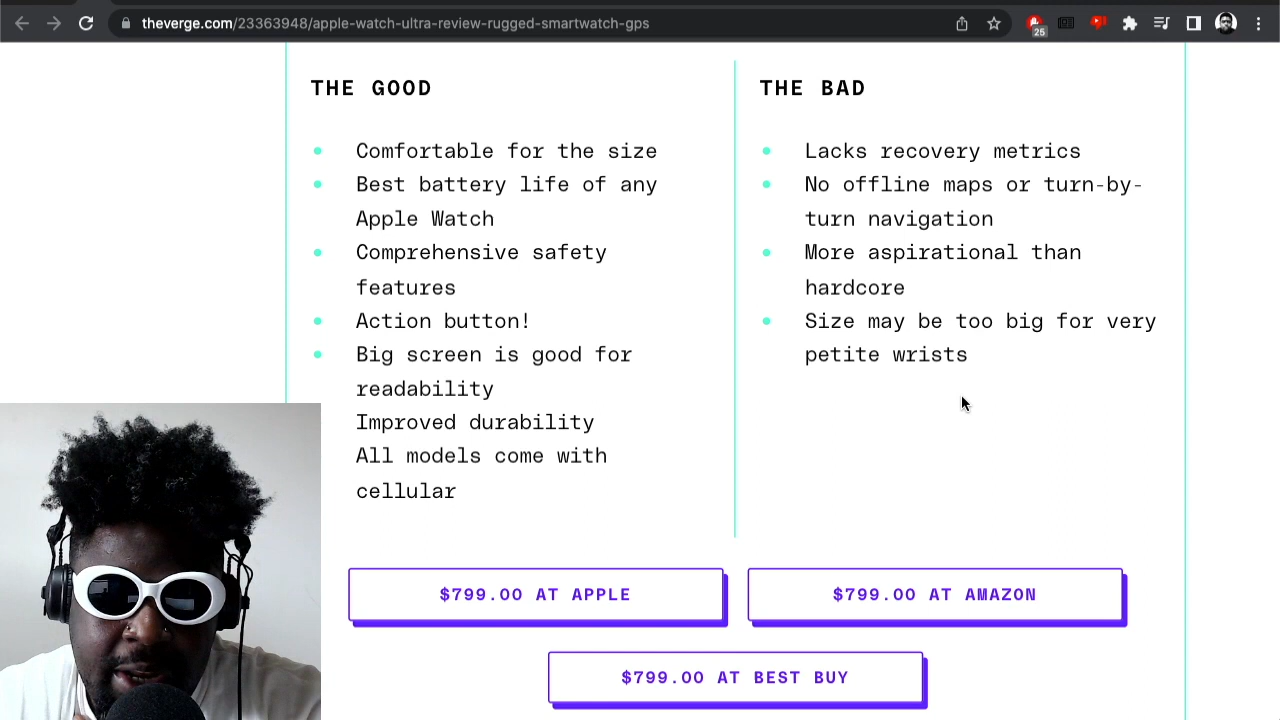 theverge.com/23363948/apple-watch-ultra-review-rugged-smartwatch-gps
25
THE GOOD
Comfortable for the size
Best battery life of any
Apple Watch
Comprehensive safety
features
Action button!
Big screen is good for
readability
Improved durability
All models come with
cellular
THE BAD
Lacks recovery metrics
No offline maps or turn-by-
turn navigation
More aspirational than
hardcore
Size may be too big for very
petite wrists
$799.00 AT APPLE
$799.00 AT AMAZON
$799.00 AT BEST BUY